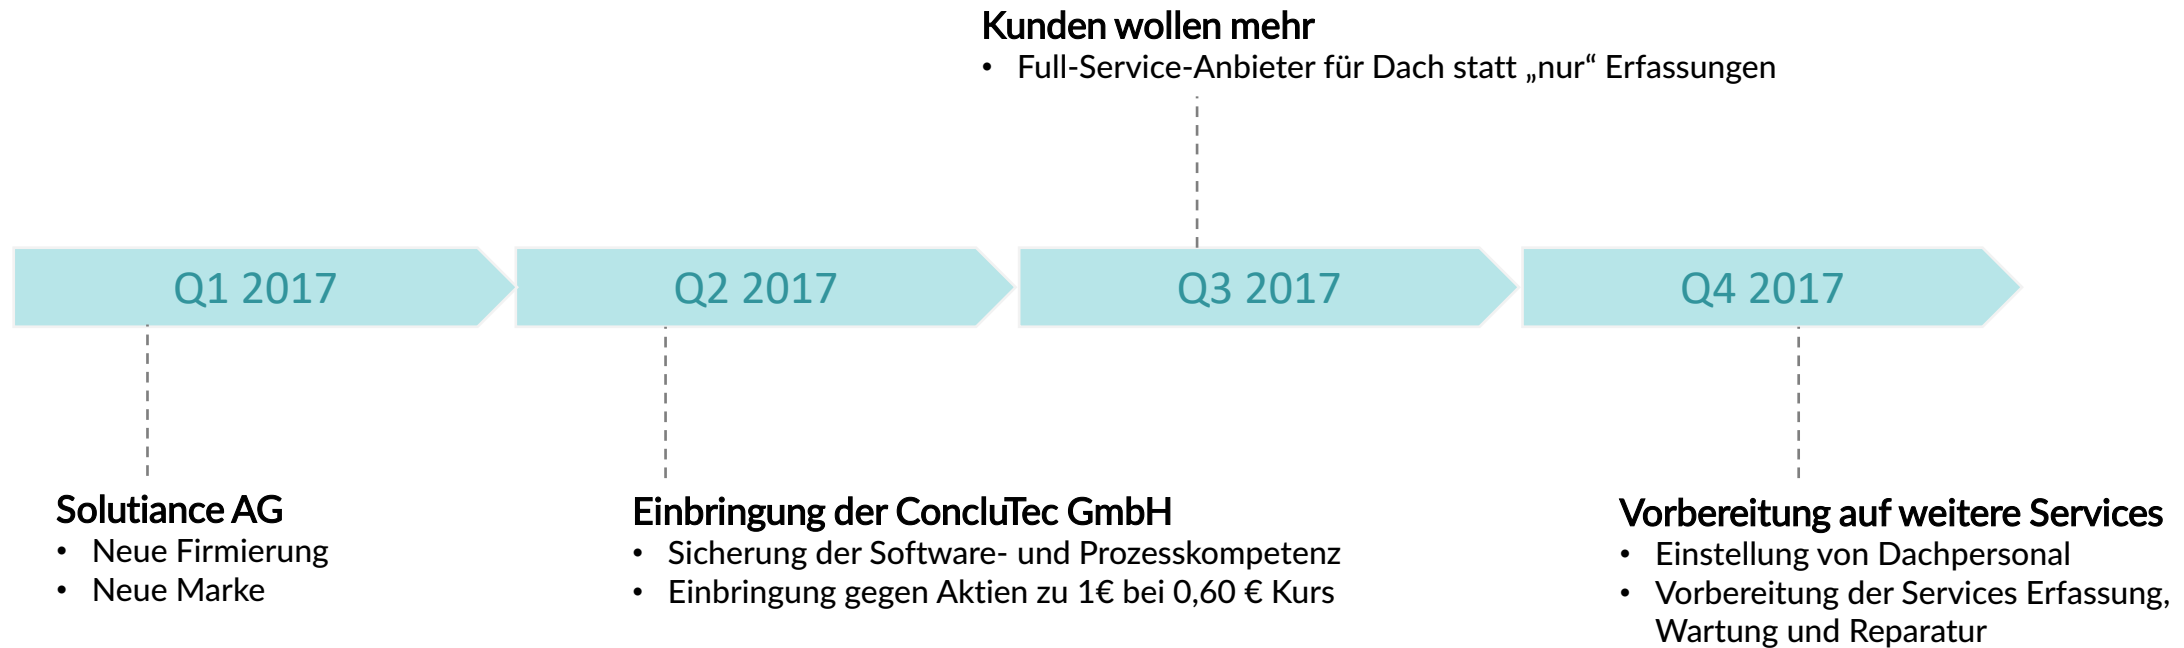 Kunden wollen mehr
• Full-Service-Anbieter für Dach statt „nur“ Erfassungen
Q1 2017
Q2 2017
Q3 2017
Q4 2017
Solutiance AG
• Neue Firmierung
• Neue Marke
Einbringung der ConcluTec GmbH
• Sicherung der Software- und Prozesskompetenz
• Einbringung gegen Aktien zu 1€ bei 0,60 € Kurs
Vorbereitung auf weitere Services
• Einstellung von Dachpersonal
• Vorbereitung der Services Erfassung,
Wartung und Reparatur